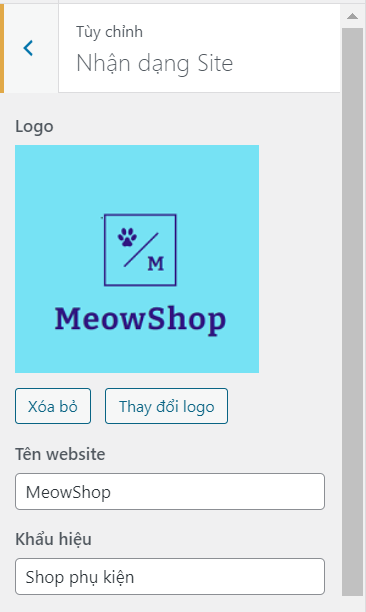 Tùy chỉnh
Nhận dạng Site
Logo
M
MeowShop
Xóa bỏ
Thay đổi logo
Tên website
MeowShop
Khẩu hiệu
Shop phụ kiện